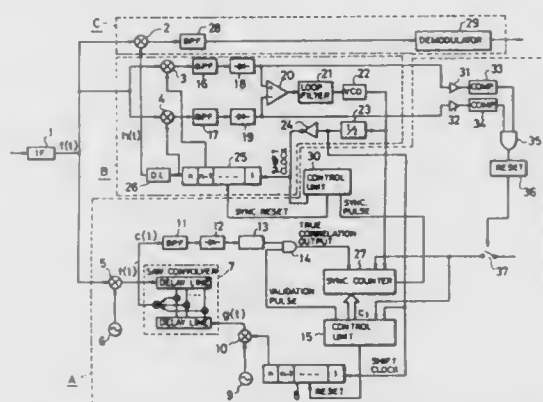 C
2
28
BPF
29
DEMODULATOR
3
16
BPF
18
20
21
LOOP FILTER
22
VCO
31
33
COMP
4
17
BPF
19
24
23
1/2
32
34
COMP
35
1
IF
f(t)
h(t)
26
D.L
25
n n-1 --- 1
SHIFT CLOCK
30
CONTROL UNIT
RESET
36
B
SYNC RESET
SYNC. PULSE
11
12
13
TRUE CORRELATION OUTPUT
c(t)
BPF
14
27
SYNC COUNTER
37
5
f(t)
SAW CONVOLVER
7
DELAY LINE
DELAY LINE
VALIDATION PULSE
6
g(t)
10
15
CONTROL UNIT
SHIFT CLOCK
A
9
n n-1 --- 1
8
RESET